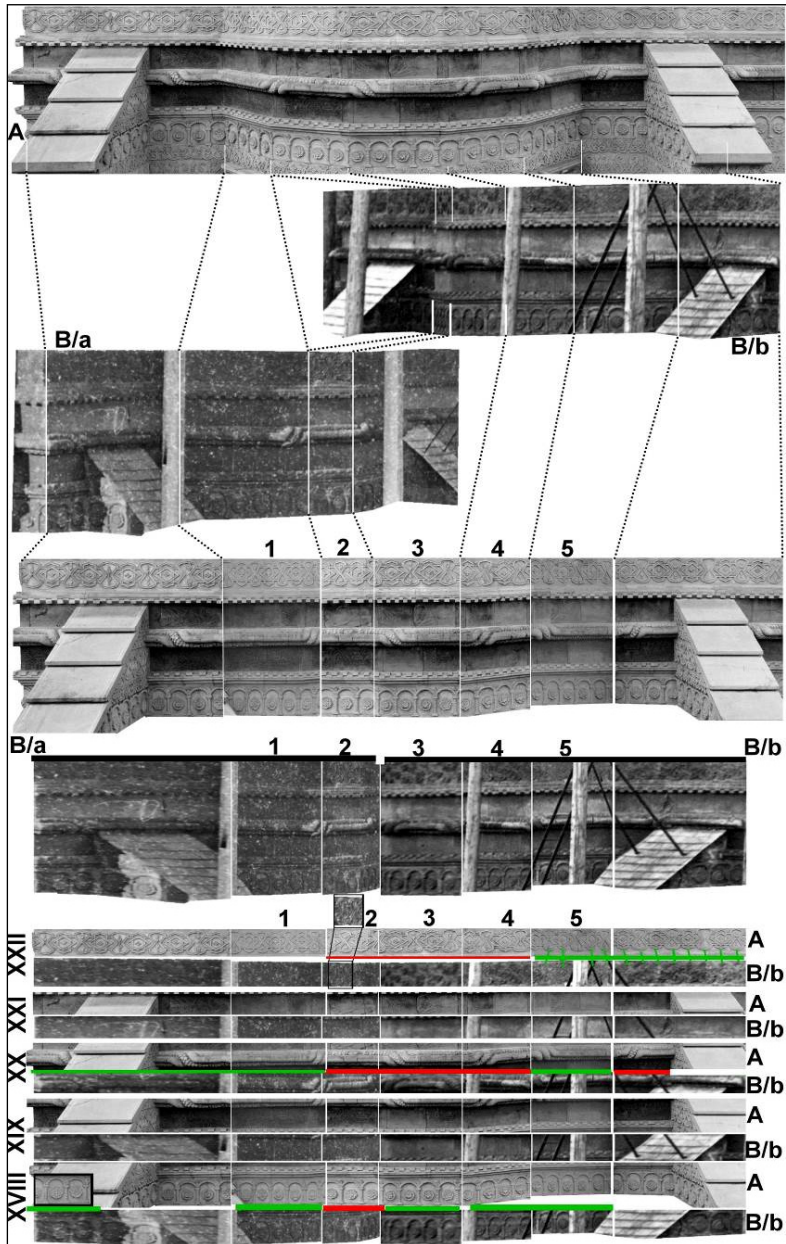 A
B/a
B/b
1 2 3 4 5
B/a 1 2 3 4 5 B/b
1 2 3 4 5
XXII A
B/b
XXI A
B/b
XX A
B/b
XIX A
B/b
XVIII A
B/b